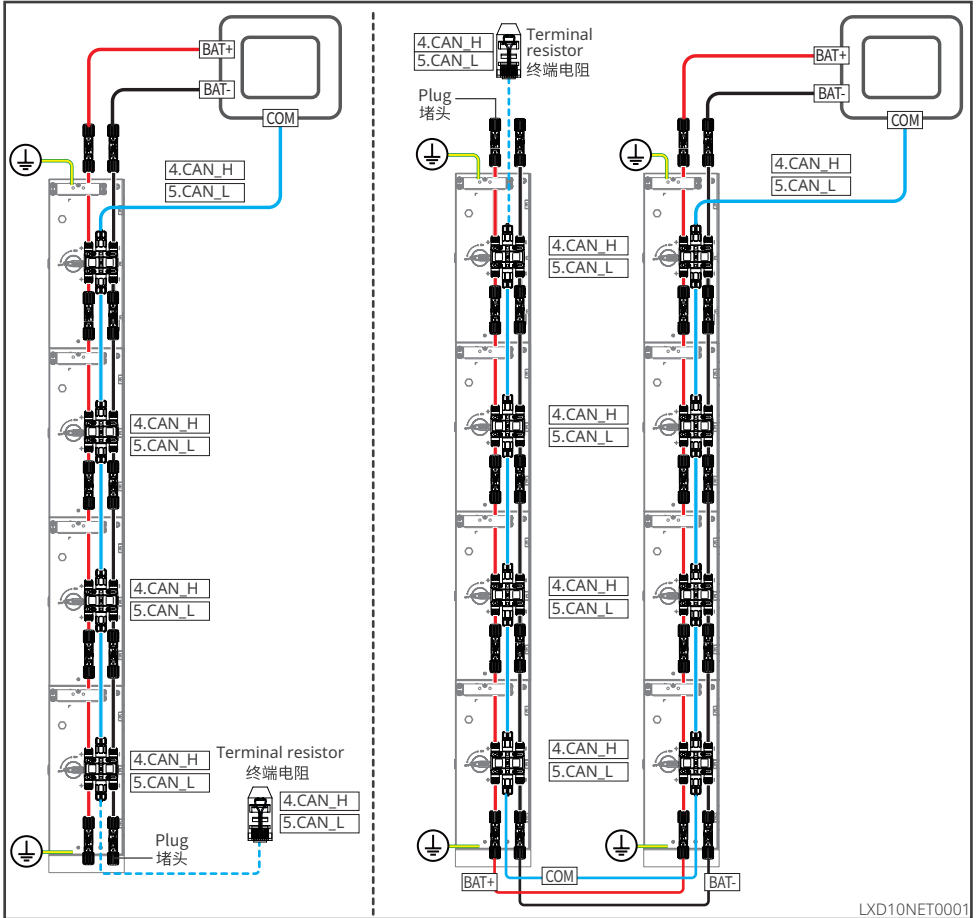 BAT+
BAT-
COM
4.CAN_H
5.CAN_L
4.CAN_H
5.CAN_L
4.CAN_H
5.CAN_L
4.CAN_H
5.CAN_L
Terminal resistor
终端电阻
4.CAN_H
5.CAN_L
Plug
堵头
4.CAN_H
5.CAN_L
Terminal
resistor
终端电阻
Plug
堵头
BAT+
BAT-
COM
4.CAN_H
5.CAN_L
4.CAN_H
5.CAN_L
4.CAN_H
5.CAN_L
4.CAN_H
5.CAN_L
4.CAN_H
5.CAN_L
BAT+
COM
BAT-
LXD10NET0001